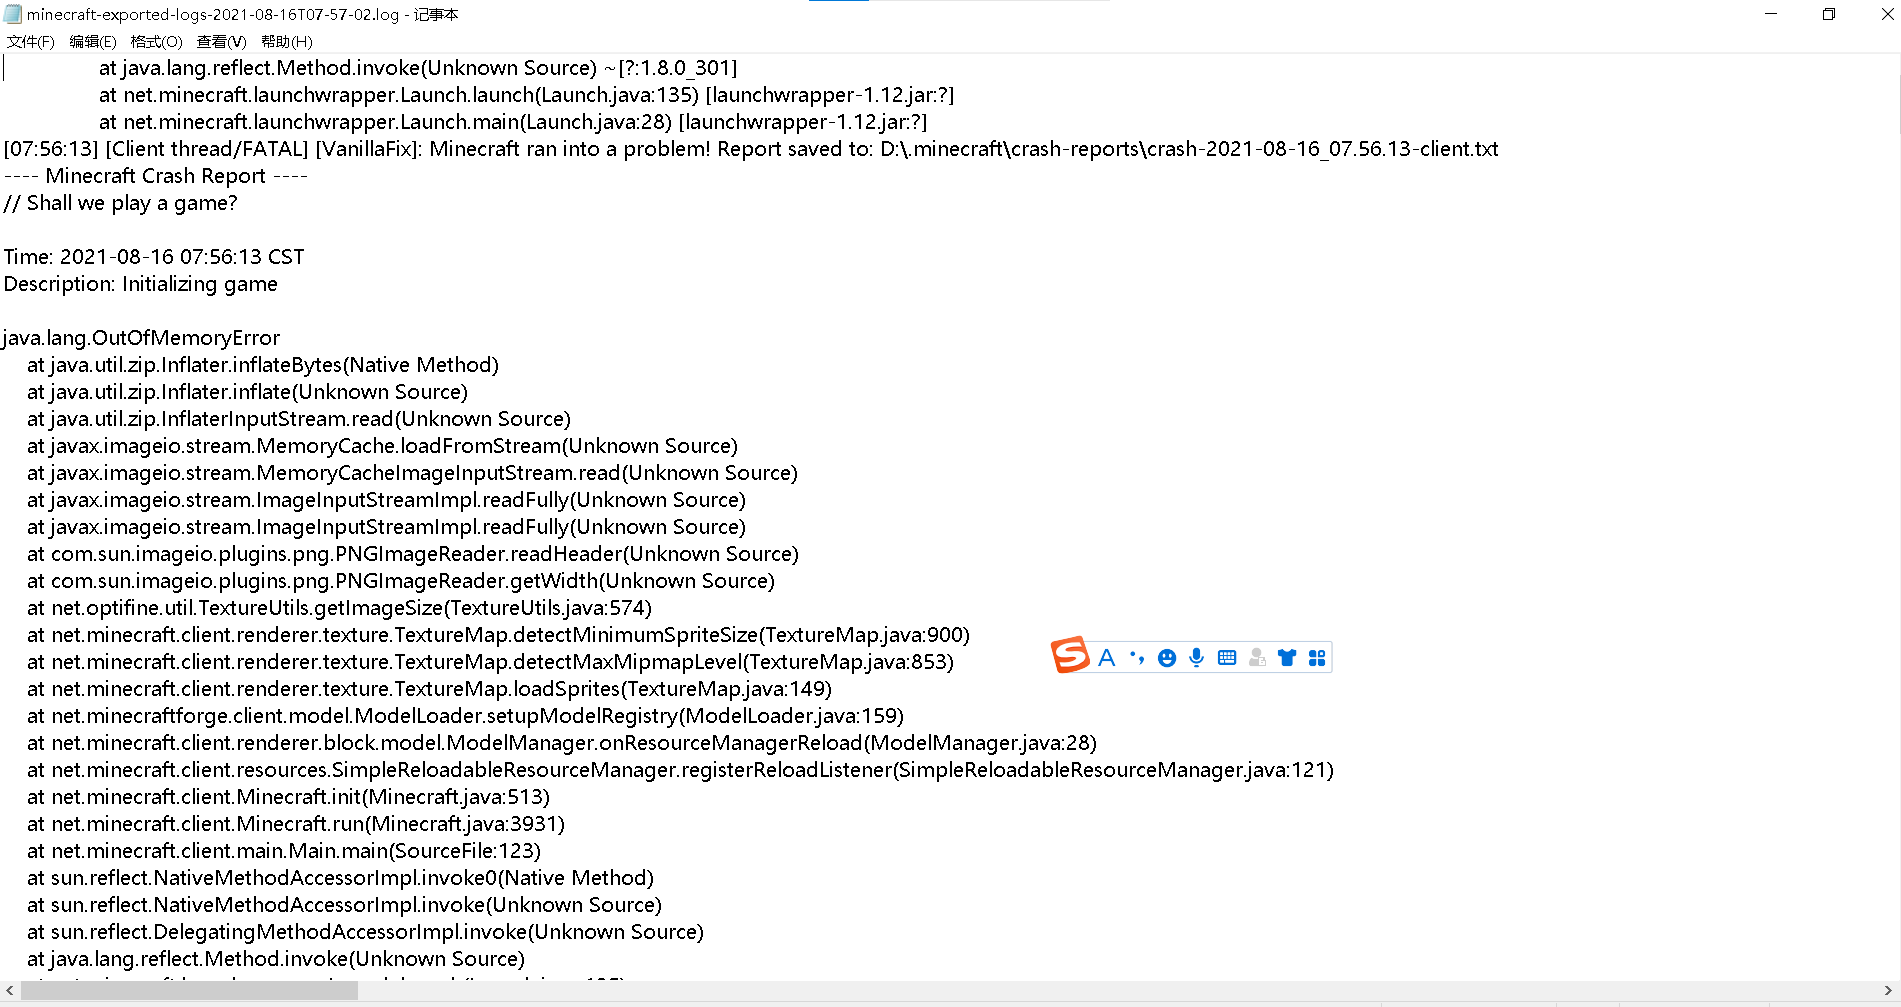 minecraft-exported-logs-2021-08-16T07-57-02.log - 记事本
文件(F) 编辑(E) 格式(O) 查看(V) 帮助(H)
at java.lang.reflect.Method.invoke(Unknown Source) ~[?:1.8.0_301]
at net.minecraft.launchwrapper.Launch.launch(Launch.java:135) [launchwrapper-1.12.jar:?]
at net.minecraft.launchwrapper.Launch.main(Launch.java:28) [launchwrapper-1.12.jar:?]
[07:56:13] [Client thread/FATAL] [VanillaFix]: Minecraft ran into a problem! Report saved to: D:\.minecraft\crash-reports\crash-2021-08-16_07.56.13-client.txt
---- Minecraft Crash Report ----
// Shall we play a game?
Time: 2021-08-16 07:56:13 CST
Description: Initializing game
java.lang.OutOfMemoryError
at java.util.zip.Inflater.inflateBytes(Native Method)
at java.util.zip.Inflater.inflate(Unknown Source)
at java.util.zip.InflaterInputStream.read(Unknown Source)
at javax.imageio.stream.MemoryCache.loadFromStream(Unknown Source)
at javax.imageio.stream.MemoryCacheImageInputStream.read(Unknown Source)
at javax.imageio.stream.ImageInputStreamImpl.readFully(Unknown Source)
at javax.imageio.stream.ImageInputStreamImpl.readFully(Unknown Source)
at com.sun.imageio.plugins.png.PNGImageReader.readHeader(Unknown Source)
at com.sun.imageio.plugins.png.PNGImageReader.getWidth(Unknown Source)
at net.optifine.util.TextureUtils.getImageSize(TextureUtils.java:574)
at net.minecraft.client.renderer.texture.TextureMap.detectMinimumSpriteSize(TextureMap.java:900)
at net.minecraft.client.renderer.texture.TextureMap.detectMaxMipmapLevel(TextureMap.java:853)
at net.minecraft.client.renderer.texture.TextureMap.loadSprites(TextureMap.java:149)
at net.minecraftforge.client.model.ModelLoader.setupModelRegistry(ModelLoader.java:159)
at net.minecraft.client.renderer.block.model.ModelManager.onResourceManagerReload(ModelManager.java:28)
at net.minecraft.client.resources.SimpleReloadableResourceManager.registerReloadListener(SimpleReloadableResourceManager.java:121)
at net.minecraft.client.Minecraft.init(Minecraft.java:513)
at net.minecraft.client.Minecraft.run(Minecraft.java:3931)
at net.minecraft.client.main.Main.main(SourceFile:123)
at sun.reflect.NativeMethodAccessorImpl.invoke0(Native Method)
at sun.reflect.NativeMethodAccessorImpl.invoke(Unknown Source)
at sun.reflect.DelegatingMethodAccessorImpl.invoke(Unknown Source)
at java.lang.reflect.Method.invoke(Unknown Source)